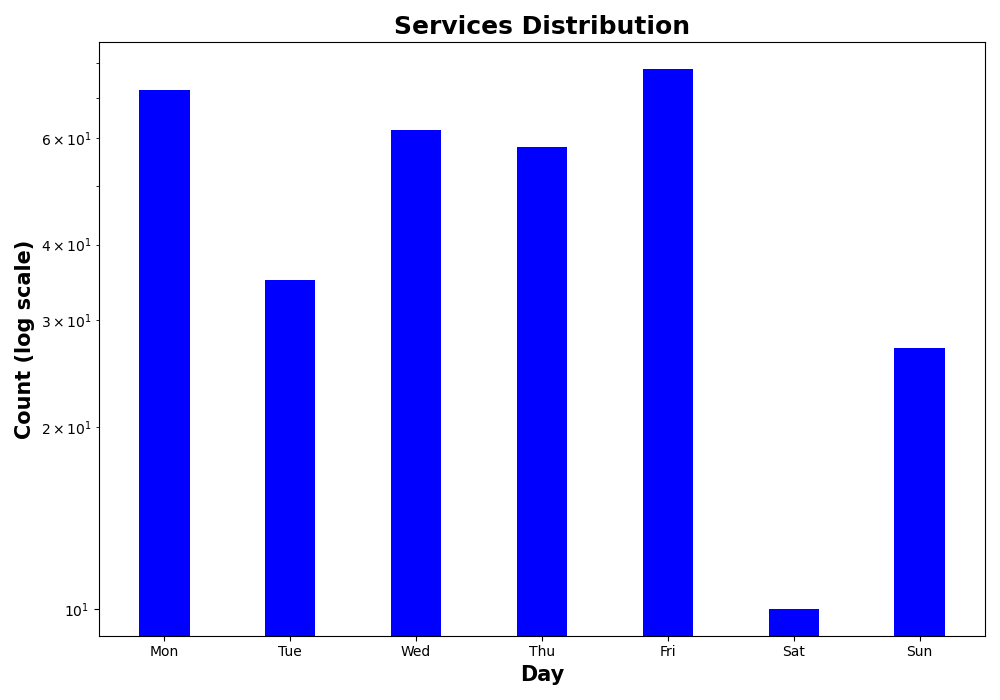 Services Distribution
Count (log scale)
6 × 10¹
4 × 10¹
3 × 10¹
2 × 10¹
10¹
Mon Tue Wed Thu Fri Sat Sun
Day